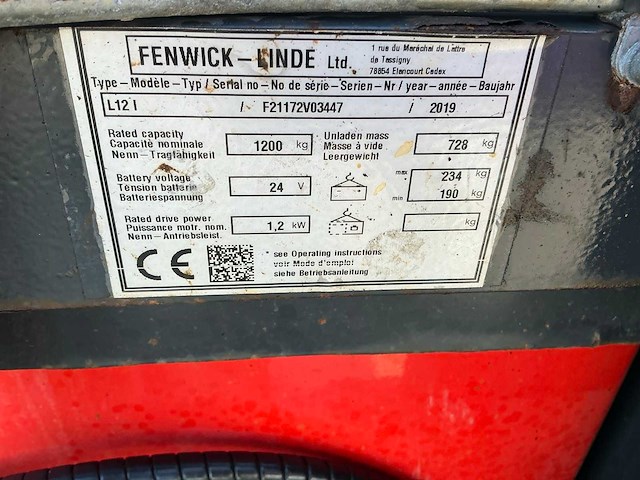 FENWICK-LINDE Ltd.
1 rue du Maréchal de Lattre
de Tassigny
78854 Elancourt Cedex
Type-Modèle-Typ / Serial no-No de série-Serien-Nr / year-année-Baujahr
L12 I / F21172V03447 / 2019
Rated capacity
Capacité nominale 1200 kg
Nenn-Tragfähigkeit
Unladen mass
Masse à vide 728 kg
Leergewicht
Battery voltage
Tension batterie 24 V
Batteriespannung
max 234 kg
min 190 kg
Rated drive power
Puissance motr. nom. 1,2 kW
Nenn-Antriebsleist.
kg
CE
see Operating instructions
voir Mode d'emploi
siehe Betriebsanleitung